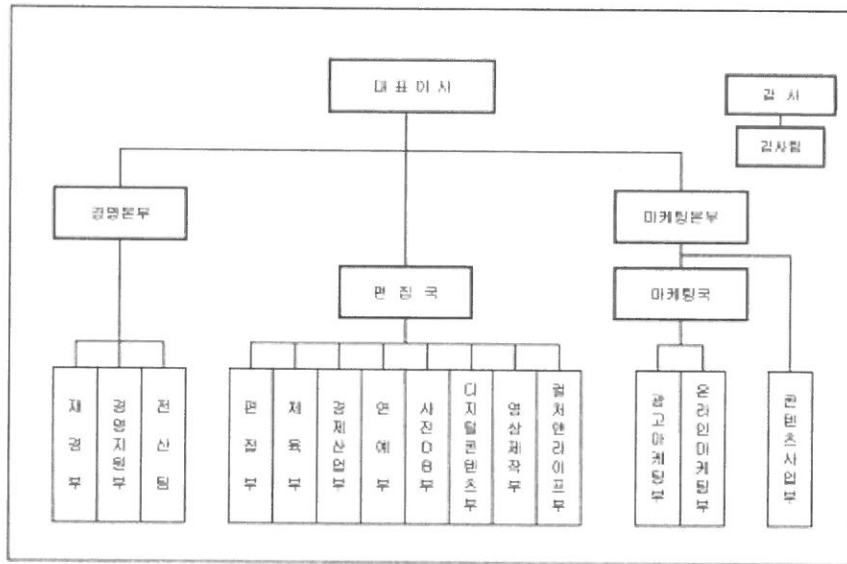 대표이사
감 사
감사팀
경영본부
마케팅본부
편 집 국
마케팅국
재 경 부
경영지원부
전 산 팀
편 집 부
체 육 부
경제산업부
연 예 부
사진DB부
디지털콘텐츠부
영상제작부
컬처앤라이프부
광고마케팅부
온라인마케팅부
콘텐츠사업부